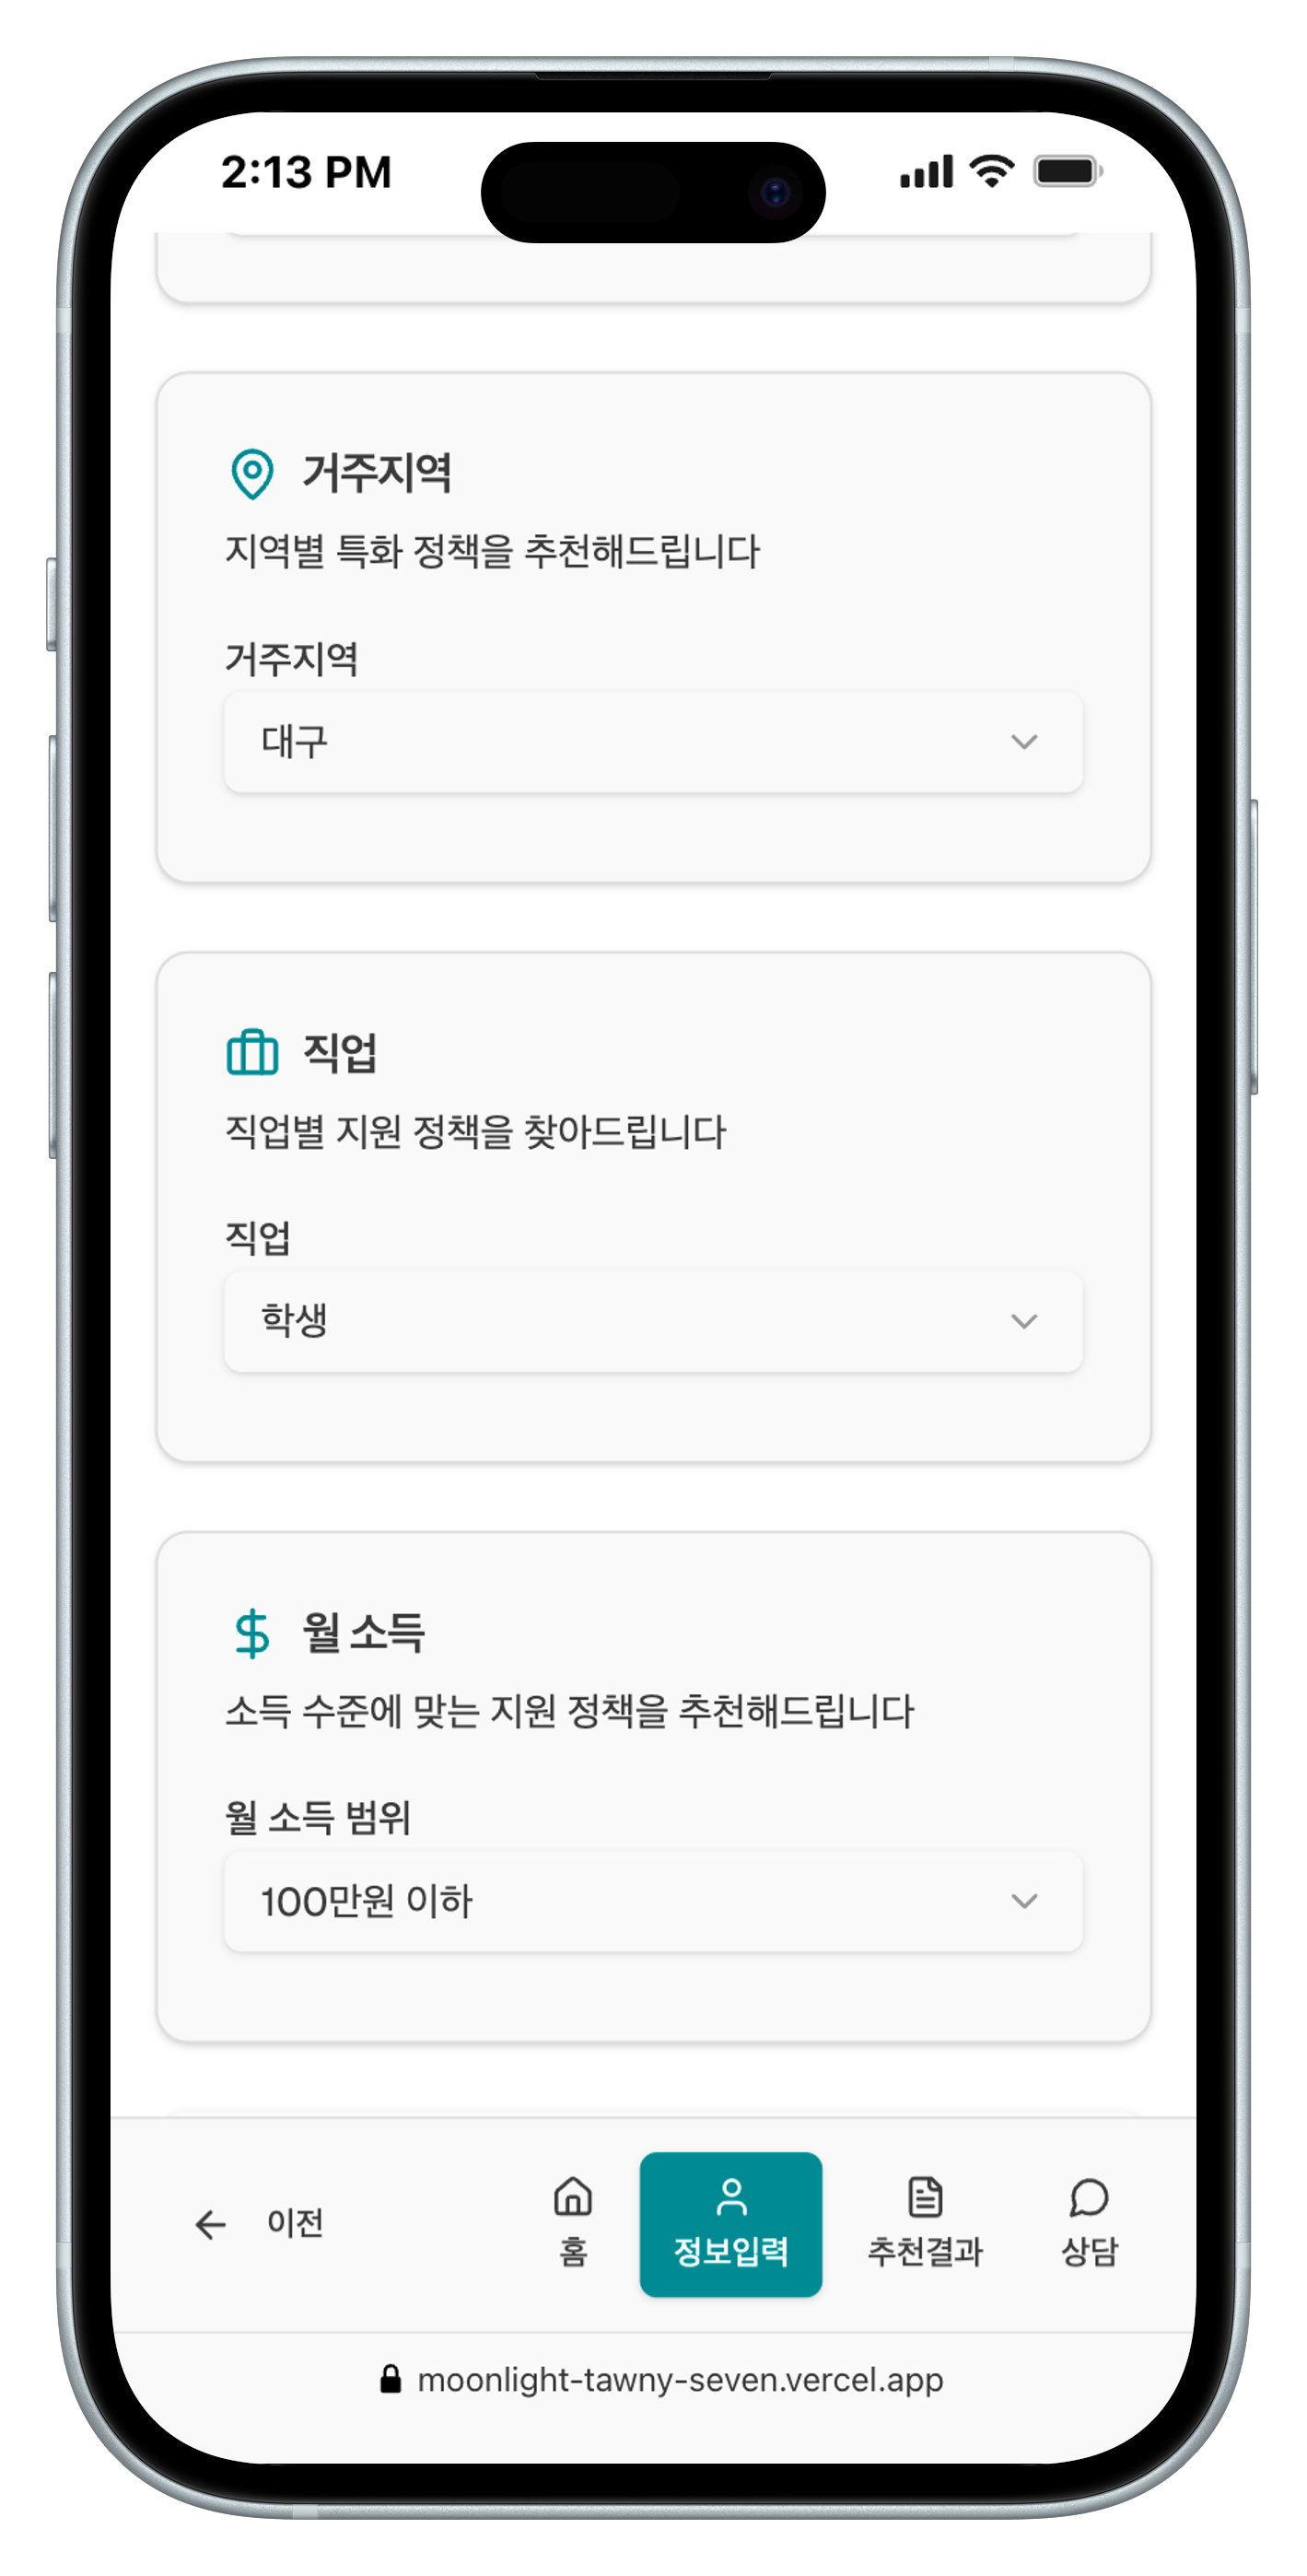 2:13 PM
거주지역
지역별 특화 정책을 추천해드립니다
거주지역
대구
직업
직업별 지원 정책을 찾아드립니다
직업
학생
월 소득
소득 수준에 맞는 지원 정책을 추천해드립니다
월 소득 범위
100만원 이하
이전
홈
정보입력
추천결과
상담
moonlight-tawny-seven.vercel.app